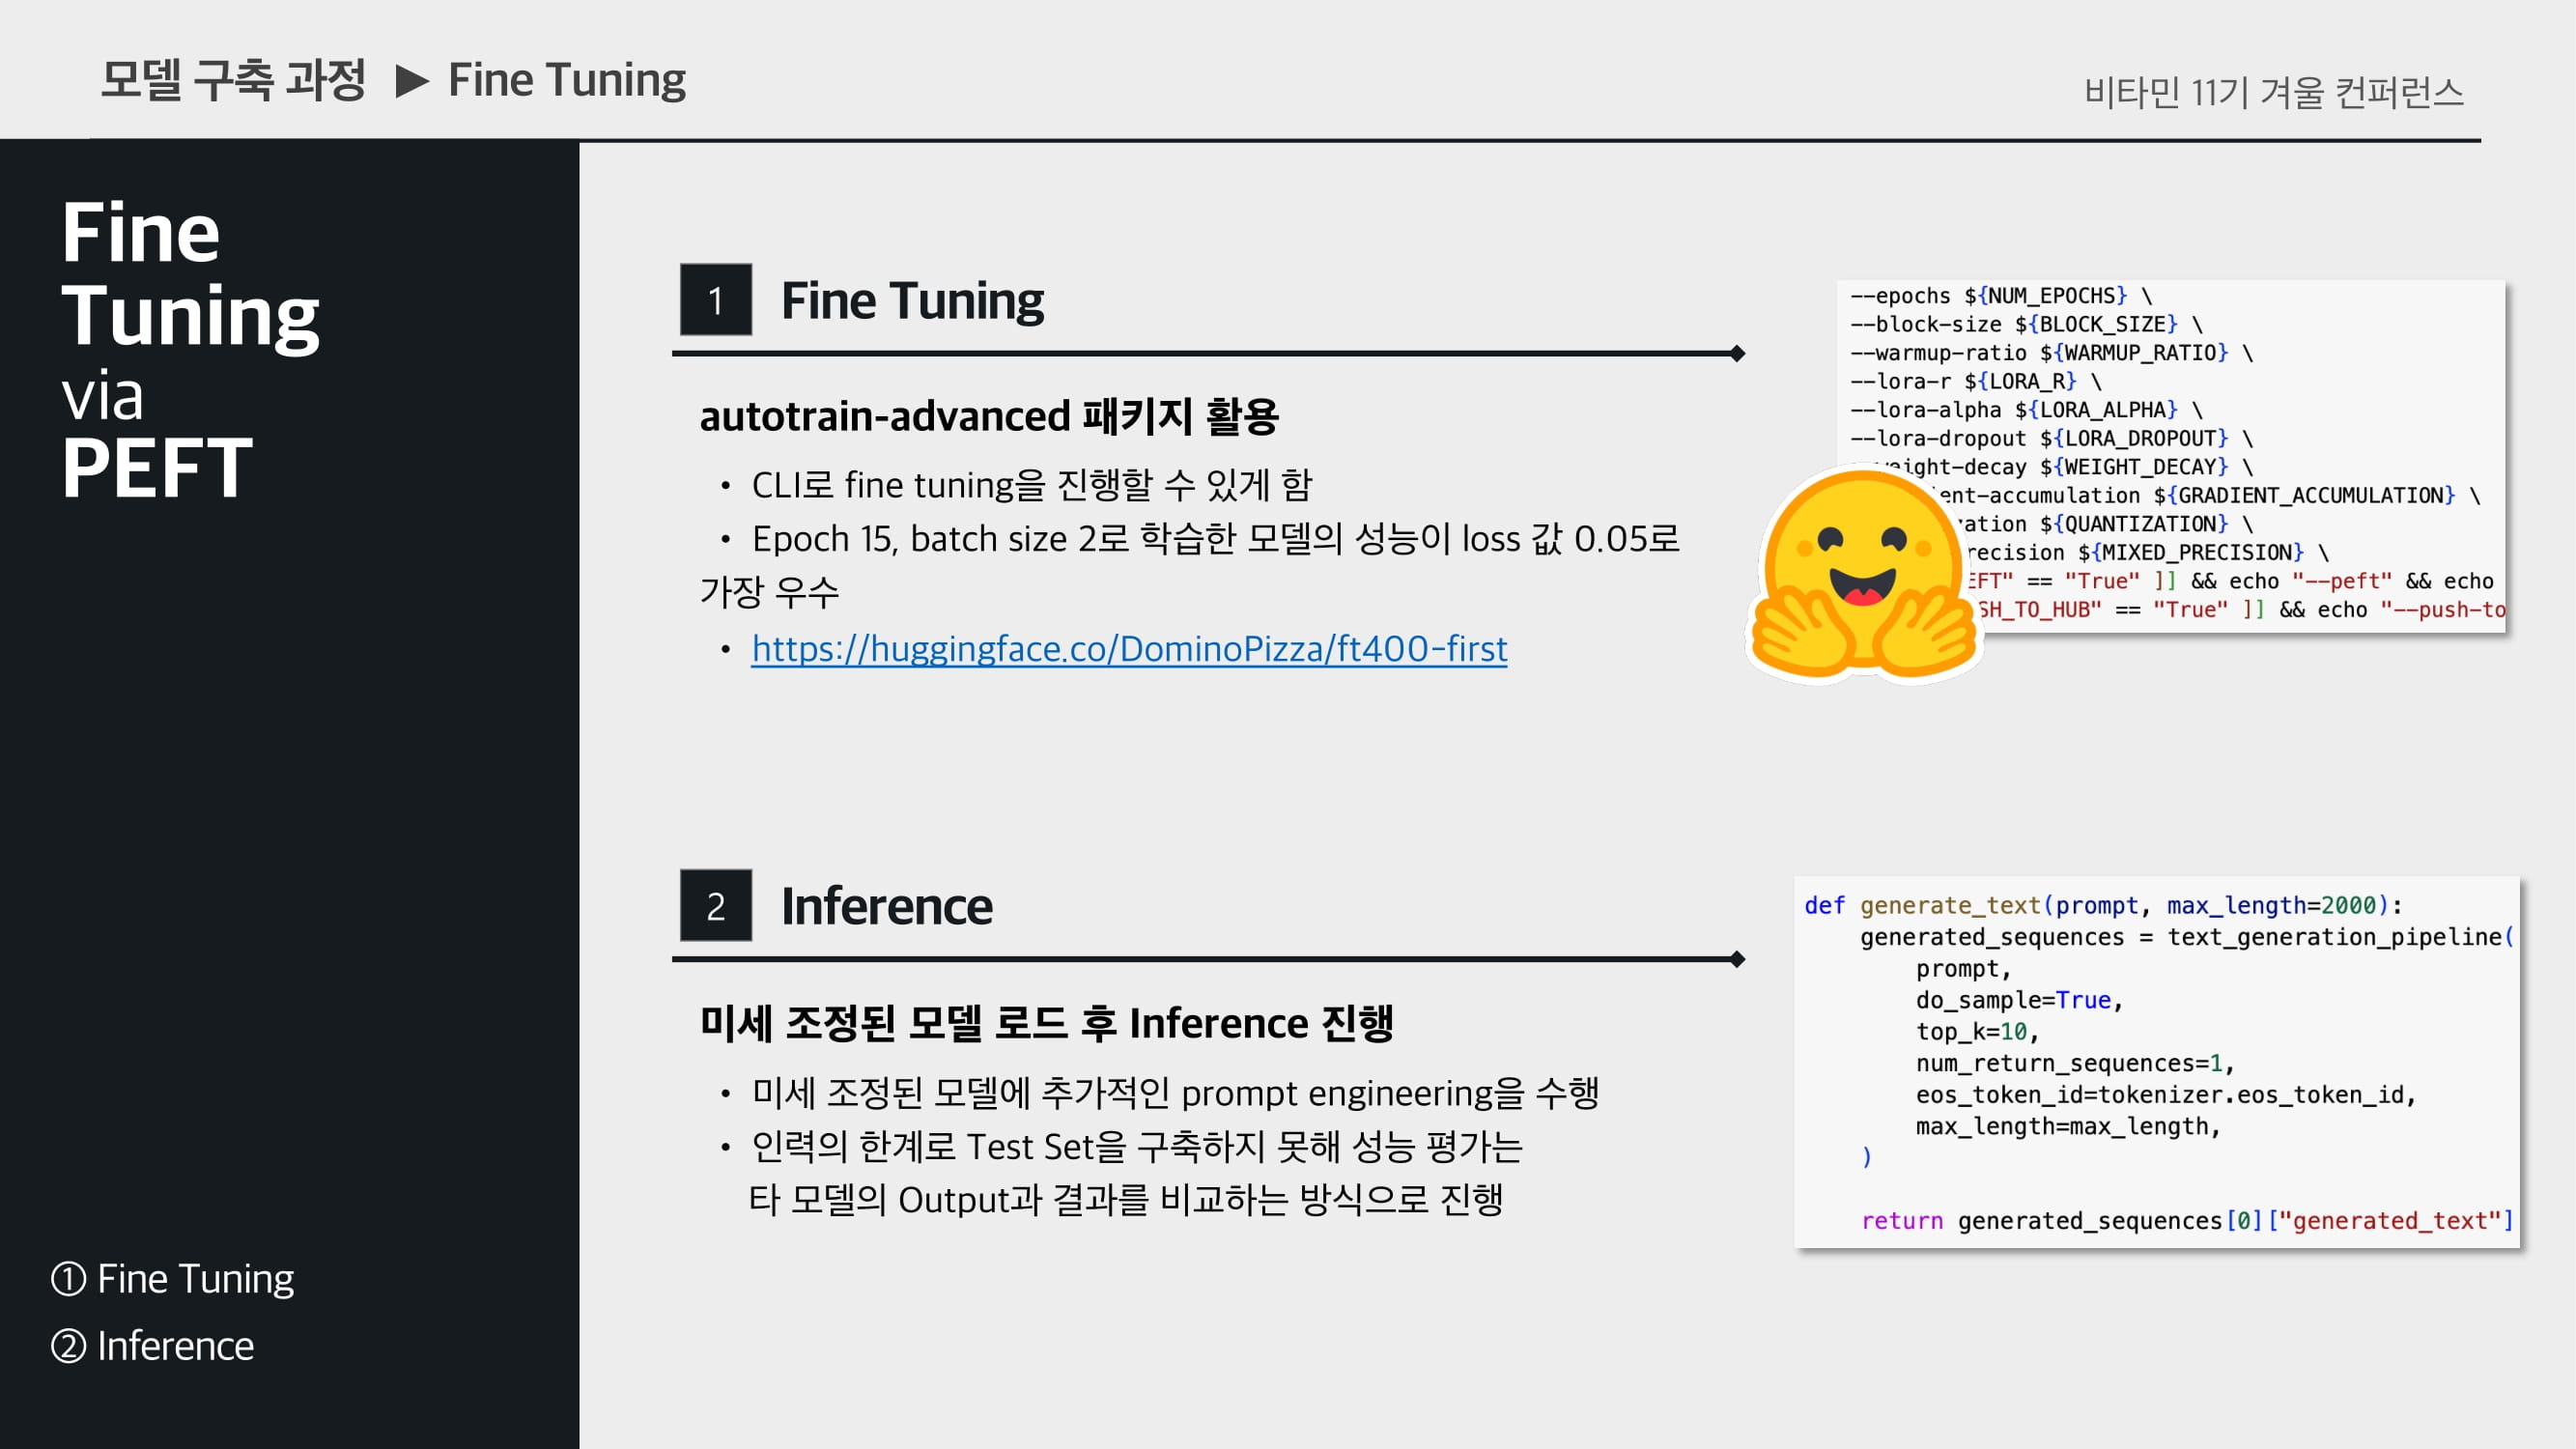 모델 구축 과정 ▶ Fine Tuning
비타민 11기 겨울 컨퍼런스
Fine
Tuning
via
PEFT
① Fine Tuning
② Inference
1 Fine Tuning
autotrain-advanced 패키지 활용
• CLI로 fine tuning을 진행할 수 있게 함
• Epoch 15, batch size 2로 학습한 모델의 성능이 loss 값 0.05로
가장 우수
• https://huggingface.co/DominoPizza/ft400-first
--epochs ${NUM_EPOCHS} \
--block-size ${BLOCK_SIZE} \
--warmup-ratio ${WARMUP_RATIO} \
--lora-r ${LORA_R} \
--lora-alpha ${LORA_ALPHA} \
--lora-dropout ${LORA_DROPOUT} \
eight-decay ${WEIGHT_DECAY} \
ent-accumulation ${GRADIENT_ACCUMULATION} \
ation ${QUANTIZATION} \
recision ${MIXED_PRECISION} \
EFT" == "True" ]] && echo "--peft" && echo
SH_TO_HUB" == "True" ]] && echo "--push-to
2 Inference
미세 조정된 모델 로드 후 Inference 진행
• 미세 조정된 모델에 추가적인 prompt engineering을 수행
• 인력의 한계로 Test Set을 구축하지 못해 성능 평가는
타 모델의 Output과 결과를 비교하는 방식으로 진행
def generate_text(prompt, max_length=2000):
generated_sequences = text_generation_pipeline(
prompt,
do_sample=True,
top_k=10,
num_return_sequences=1,
eos_token_id=tokenizer.eos_token_id,
max_length=max_length,
)
return generated_sequences[0]["generated_text"]